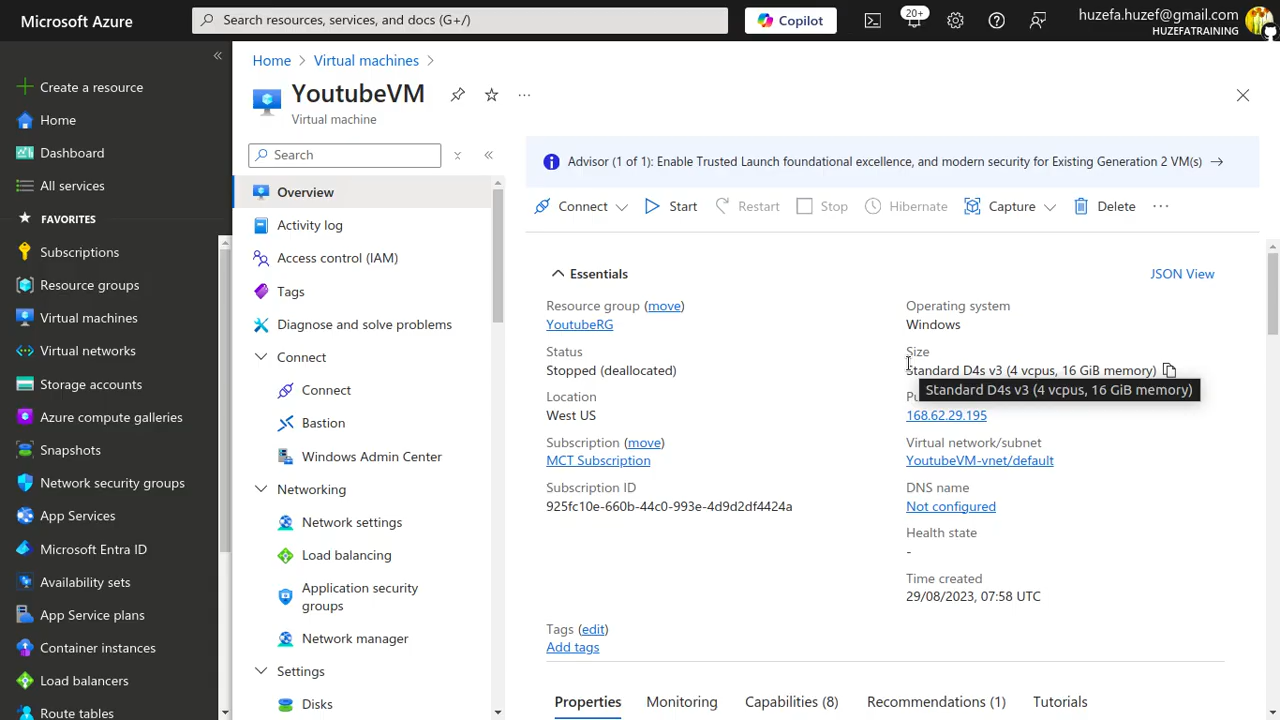 Microsoft Azure
Search resources, services, and docs (G+/)
Copilot
20+
huzefa.huzef@gmail.com
HUZEFATRAINING
Create a resource
Home
Dashboard
All services
FAVORITES
Subscriptions
Resource groups
Virtual machines
Virtual networks
Storage accounts
Azure compute galleries
Snapshots
Network security groups
App Services
Microsoft Entra ID
Availability sets
App Service plans
Container instances
Load balancers
Route tables
Home > Virtual machines >
YoutubeVM
Virtual machine
Search
Overview
Activity log
Access control (IAM)
Tags
Diagnose and solve problems
Connect
Connect
Bastion
Windows Admin Center
Networking
Network settings
Load balancing
Application security
groups
Network manager
Settings
Disks
Advisor (1 of 1): Enable Trusted Launch foundational excellence, and modern security for Existing Generation 2 VM(s)
Connect
Start
Restart
Stop
Hibernate
Capture
Delete
Essentials
JSON View
Resource group (move)
YoutubeRG
Status
Stopped (deallocated)
Location
West US
Subscription (move)
MCT Subscription
Subscription ID
925fc10e-660b-44c0-993e-4d9d2df4424a
Operating system
Windows
Size
Standard D4s v3 (4 vcpus, 16 GiB memory)
Standard D4s v3 (4 vcpus, 16 GiB memory)
168.62.29.195
Virtual network/subnet
YoutubeVM-vnet/default
DNS name
Not configured
Health state
-
Time created
29/08/2023, 07:58 UTC
Tags (edit)
Add tags
Properties
Monitoring
Capabilities (8)
Recommendations (1)
Tutorials